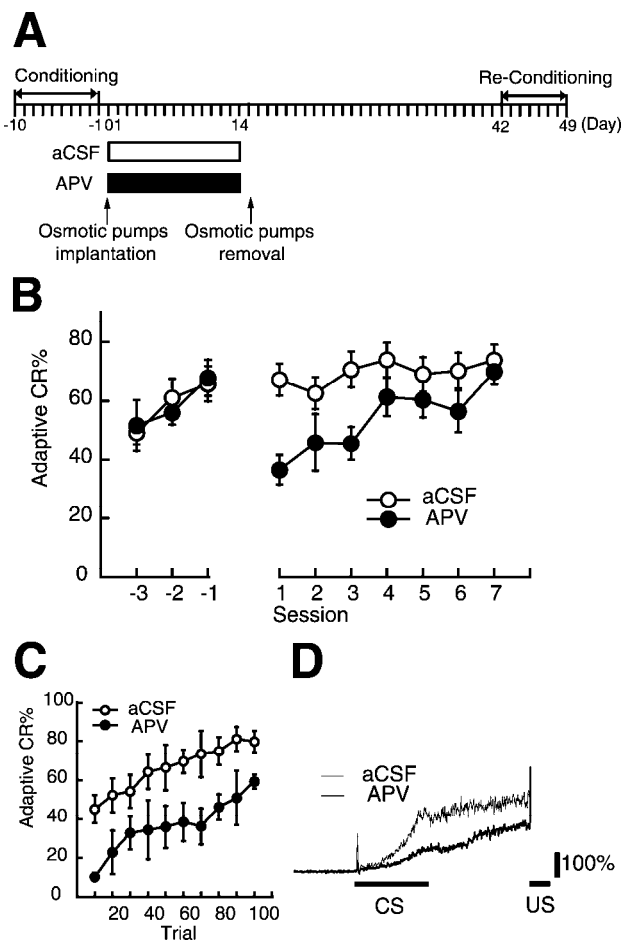 A
Conditioning
Re-Conditioning
-10 -1 0 1 14 42 49 (Day)
aCSF
APV
Osmotic pumps implantation
Osmotic pumps removal
B
Adaptive CR%
80
60
40
20
0
aCSF
APV
-3 -2 -1 1 2 3 4 5 6 7
Session
C
Adaptive CR%
100
80
60
40
20
0
aCSF
APV
20 40 60 80 100
Trial
D
aCSF
APV
100%
CS
US